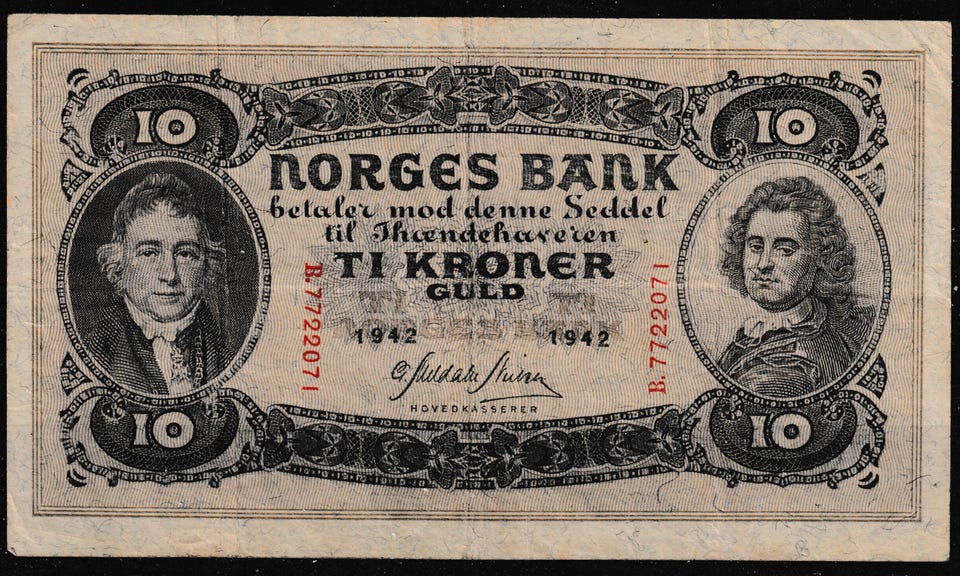 10 10
NORGES BANK
betaler mod denne Seddel
til Ihændehaveren
TI KRONER
GULD
B.7722071
B.7722071
1942 1942
HOVEDKASSERER
10 10